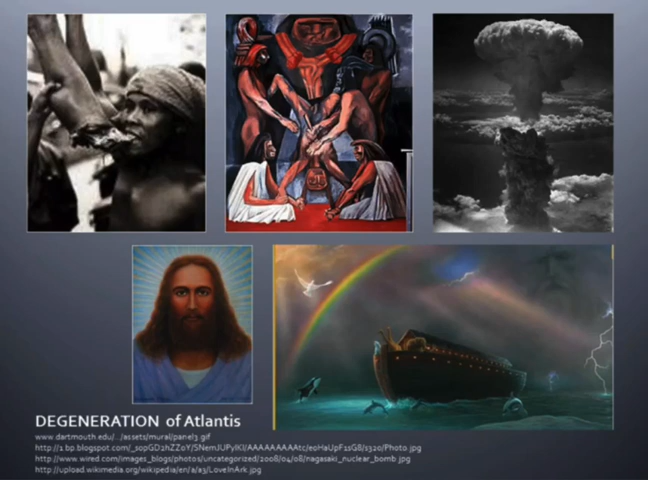 DEGENERATION of Atlantis
www.dartmouth.edu/../assets/mural/panel3.gif
http://www.wired.com/images_blogs/photos/uncategorized/2008/04/08/nagasaki_nuclear_bomb.jpg
http://upload.wikimedia.org/wikipedia/en/a/a3/LoveInArk.jpg